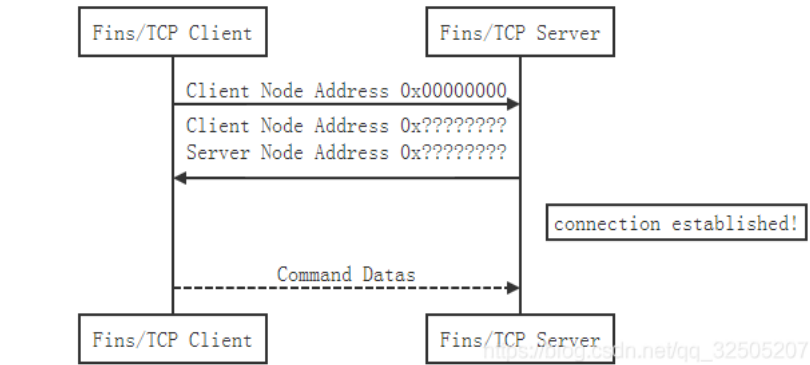 Fins/TCP Client
Fins/TCP Server
Client Node Address 0x00000000
Client Node Address 0x????????
Server Node Address 0x????????
connection established!
Command Datas
Fins/TCP Client
Fins/TCP Server
https://blog.csdn.net/qq_32505207